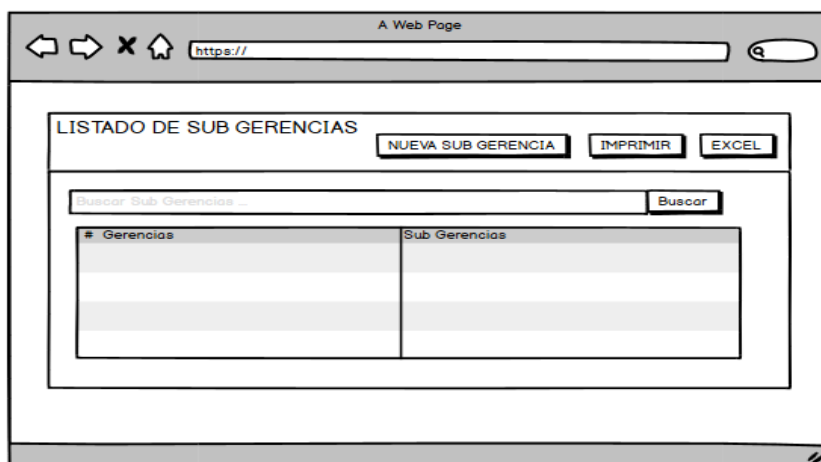 A Web Page
https://
LISTADO DE SUB GERENCIAS
NUEVA SUB GERENCIA IMPRIMIR EXCEL
Buscar Sub Gerencias ... Buscar
# Gerencias Sub Gerencias